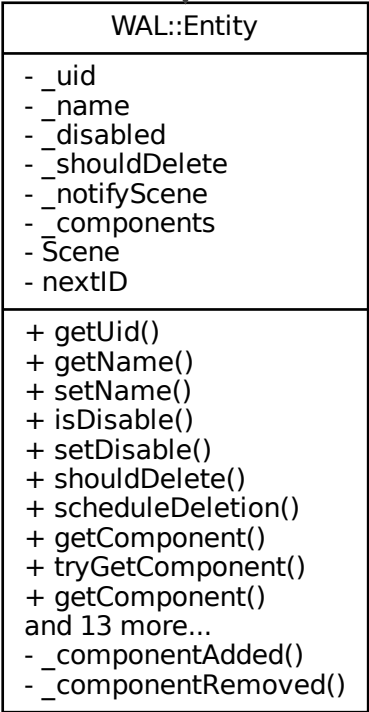 WAL::Entity
- _uid
- _name
- _disabled
- _shouldDelete
- _notifyScene
- _components
- Scene
- nextID
+ getUid()
+ getName()
+ setName()
+ isDisable()
+ setDisable()
+ shouldDelete()
+ scheduleDeletion()
+ getComponent()
+ tryGetComponent()
+ getComponent()
and 13 more...
- _componentAdded()
- _componentRemoved()